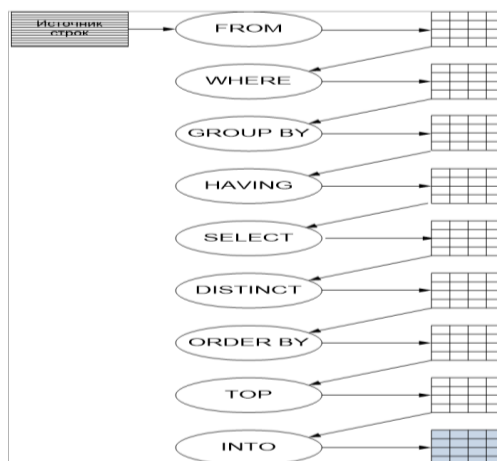 Источник
строк
FROM
WHERE
GROUP BY
HAVING
SELECT
DISTINCT
ORDER BY
TOP
INTO